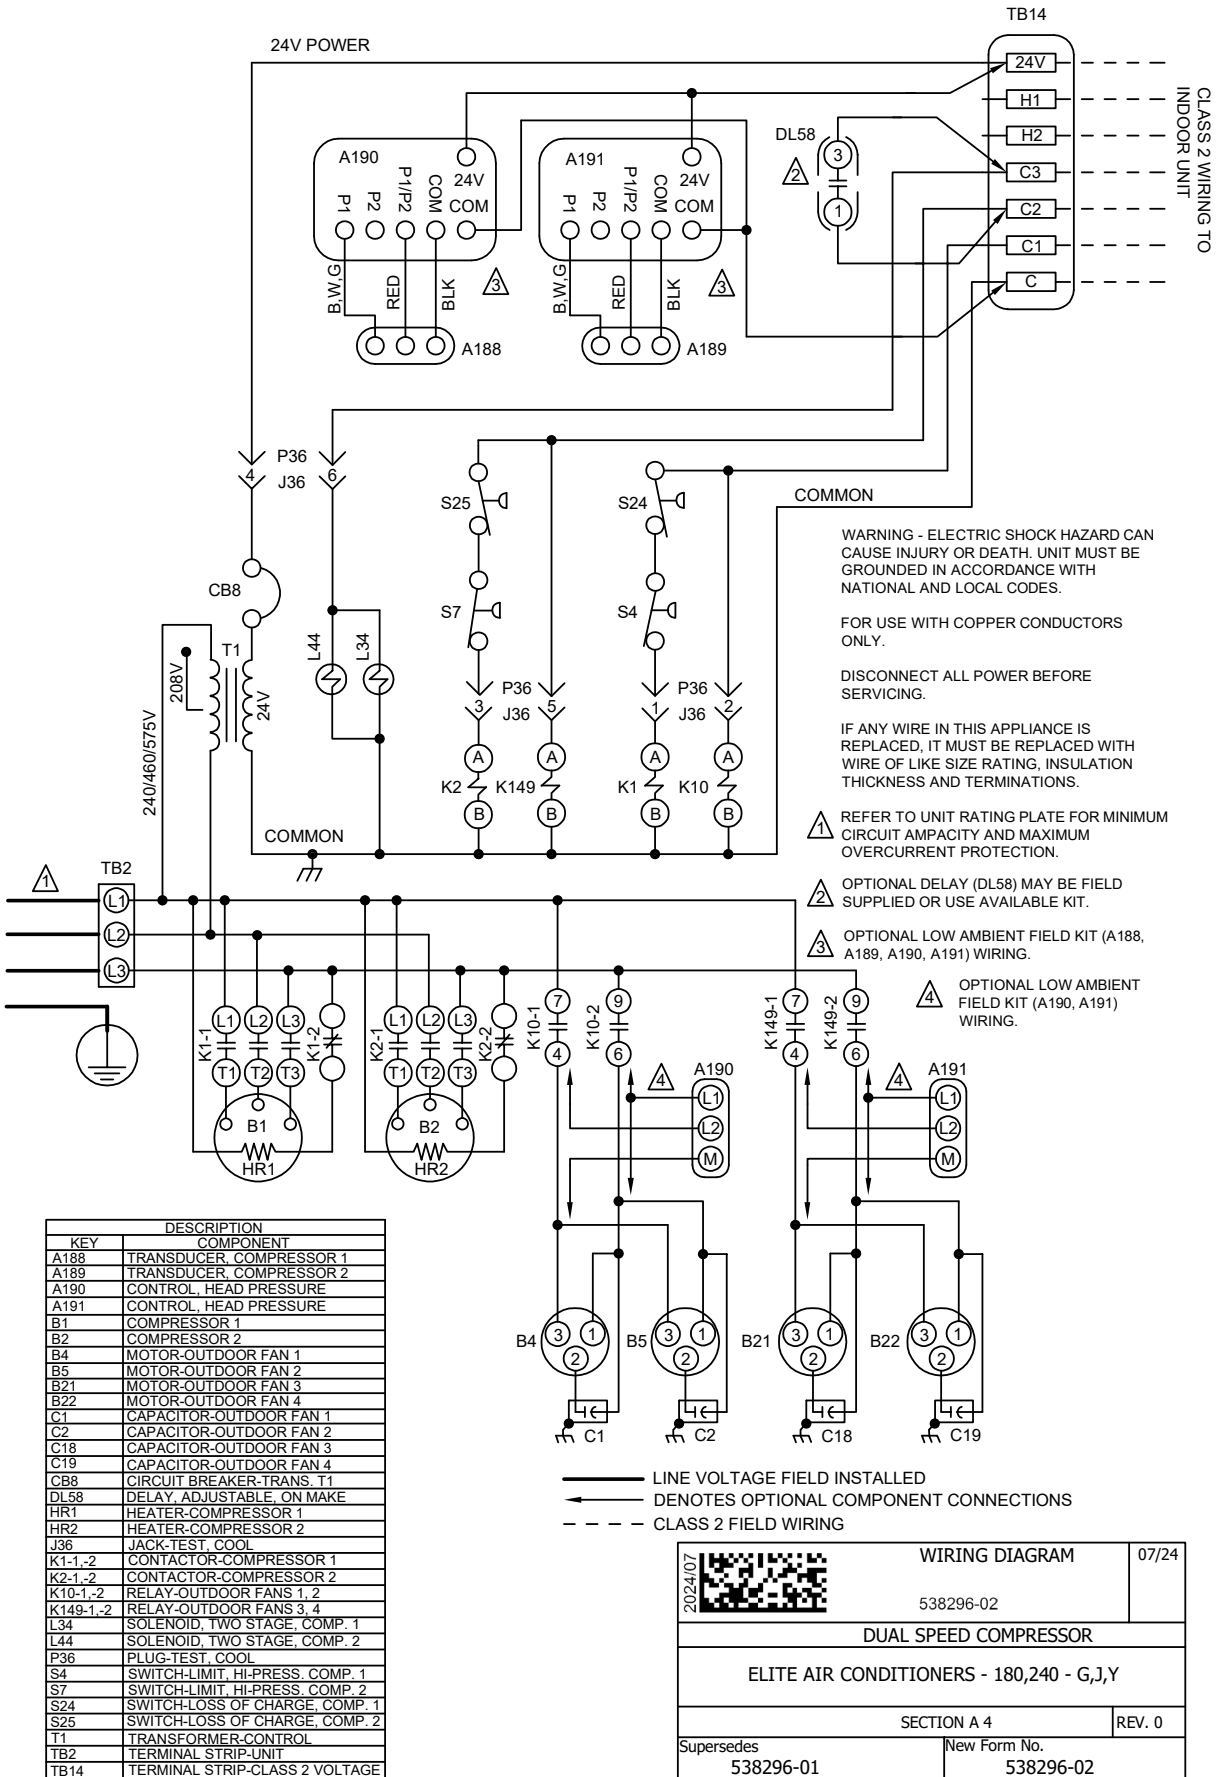 TB14
24V POWER
24V
H1
H2
C3
C2
C1
C
CLASS 2 WIRING TO
INDOOR UNIT
DL58
3
2
1
A190
24V
P1
P2
P1/P2
COM
COM
B,W,G
RED
BLK
3
A188
A191
24V
P1
P2
P1/P2
COM
COM
B,W,G
RED
BLK
3
A189
P36
4
6
J36
S25
S24
COMMON
CB8
S7
S4
T1
208V
24V
L44
L34
240/460/575V
P36
3
5
J36
P36
1
2
J36
A
A
A
A
K2
K149
K1
K10
B
B
B
B
COMMON
WARNING - ELECTRIC SHOCK HAZARD CAN
CAUSE INJURY OR DEATH. UNIT MUST BE
GROUNDED IN ACCORDANCE WITH
NATIONAL AND LOCAL CODES.
FOR USE WITH COPPER CONDUCTORS
ONLY.
DISCONNECT ALL POWER BEFORE
SERVICING.
IF ANY WIRE IN THIS APPLIANCE IS
REPLACED, IT MUST BE REPLACED WITH
WIRE OF LIKE SIZE RATING, INSULATION
THICKNESS AND TERMINATIONS.
1 REFER TO UNIT RATING PLATE FOR MINIMUM
CIRCUIT AMPACITY AND MAXIMUM
OVERCURRENT PROTECTION.
2 OPTIONAL DELAY (DL58) MAY BE FIELD
SUPPLIED OR USE AVAILABLE KIT.
3 OPTIONAL LOW AMBIENT FIELD KIT (A188,
A189, A190, A191) WIRING.
4 OPTIONAL LOW AMBIENT
FIELD KIT (A190, A191)
WIRING.
1
TB2
L1
L2
L3
K1-1
L1
L2
L3
K1-2
T1
T2
T3
B1
HR1
K2-1
L1
L2
L3
K2-2
T1
T2
T3
B2
HR2
K10-1
7
4
K10-2
9
6
4
A190
L1
L2
M
K149-1
7
4
K149-2
9
6
4
A191
L1
L2
M
B4
3
1
2
C1
B5
3
1
2
C2
B21
3
1
2
C18
B22
3
1
2
C19
DESCRIPTION
KEY COMPONENT
A188 TRANSDUCER, COMPRESSOR 1
A189 TRANSDUCER, COMPRESSOR 2
A190 CONTROL, HEAD PRESSURE
A191 CONTROL, HEAD PRESSURE
B1 COMPRESSOR 1
B2 COMPRESSOR 2
B4 MOTOR-OUTDOOR FAN 1
B5 MOTOR-OUTDOOR FAN 2
B21 MOTOR-OUTDOOR FAN 3
B22 MOTOR-OUTDOOR FAN 4
C1 CAPACITOR-OUTDOOR FAN 1
C2 CAPACITOR-OUTDOOR FAN 2
C18 CAPACITOR-OUTDOOR FAN 3
C19 CAPACITOR-OUTDOOR FAN 4
CB8 CIRCUIT BREAKER-TRANS. T1
DL58 DELAY, ADJUSTABLE, ON MAKE
HR1 HEATER-COMPRESSOR 1
HR2 HEATER-COMPRESSOR 2
J36 JACK-TEST, COOL
K1-1,-2 CONTACTOR-COMPRESSOR 1
K2-1,-2 CONTACTOR-COMPRESSOR 2
K10-1,-2 RELAY-OUTDOOR FANS 1, 2
K149-1,-2 RELAY-OUTDOOR FANS 3, 4
L34 SOLENOID, TWO STAGE, COMP. 1
L44 SOLENOID, TWO STAGE, COMP. 2
P36 PLUG-TEST, COOL
S4 SWITCH-LIMIT, HI-PRESS. COMP. 1
S7 SWITCH-LIMIT, HI-PRESS. COMP. 2
S24 SWITCH-LOSS OF CHARGE, COMP. 1
S25 SWITCH-LOSS OF CHARGE, COMP. 2
T1 TRANSFORMER-CONTROL
TB2 TERMINAL STRIP-UNIT
TB14 TERMINAL STRIP-CLASS 2 VOLTAGE
LINE VOLTAGE FIELD INSTALLED
DENOTES OPTIONAL COMPONENT CONNECTIONS
CLASS 2 FIELD WIRING
2024/07
WIRING DIAGRAM
07/24
538296-02
DUAL SPEED COMPRESSOR
ELITE AIR CONDITIONERS - 180,240 - G,J,Y
SECTION A 4
REV. 0
Supersedes
538296-01
New Form No.
538296-02